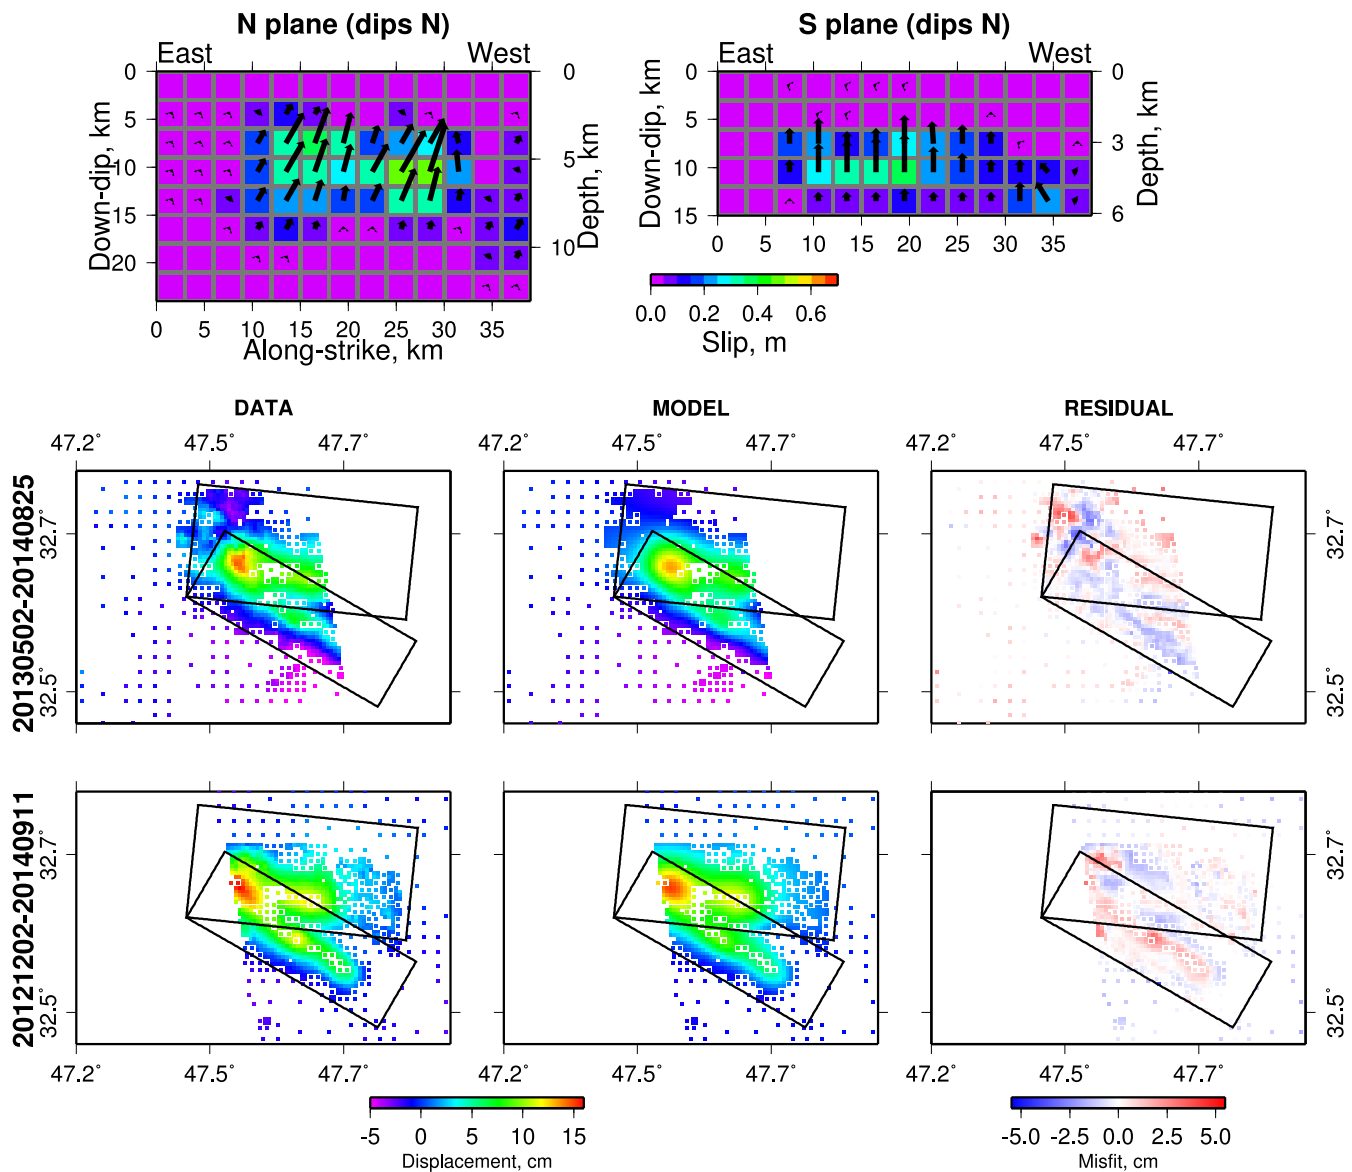 N plane (dips N)
S plane (dips N)
East West
East West
0
5
10
15
20
Down-dip, km
0
5
10
Depth, km
0 5 10 15 20 25 30 35
Along-strike, km
0
5
10
15
Down-dip, km
0
3
6
Depth, km
0 5 10 15 20 25 30 35
0.0 0.2 0.4 0.6
Slip, m
DATA MODEL RESIDUAL
47.2° 47.5° 47.7° 47.2° 47.5° 47.7° 47.2° 47.5° 47.7°
20130502-20140825
32.7° 32.5°
32.7° 32.5°
20121202-20140911
32.7° 32.5°
32.7° 32.5°
47.2° 47.5° 47.7° 47.2° 47.5° 47.7° 47.2° 47.5° 47.7°
-5 0 5 10 15
Displacement, cm
-5.0 -2.5 0.0 2.5 5.0
Misfit, cm